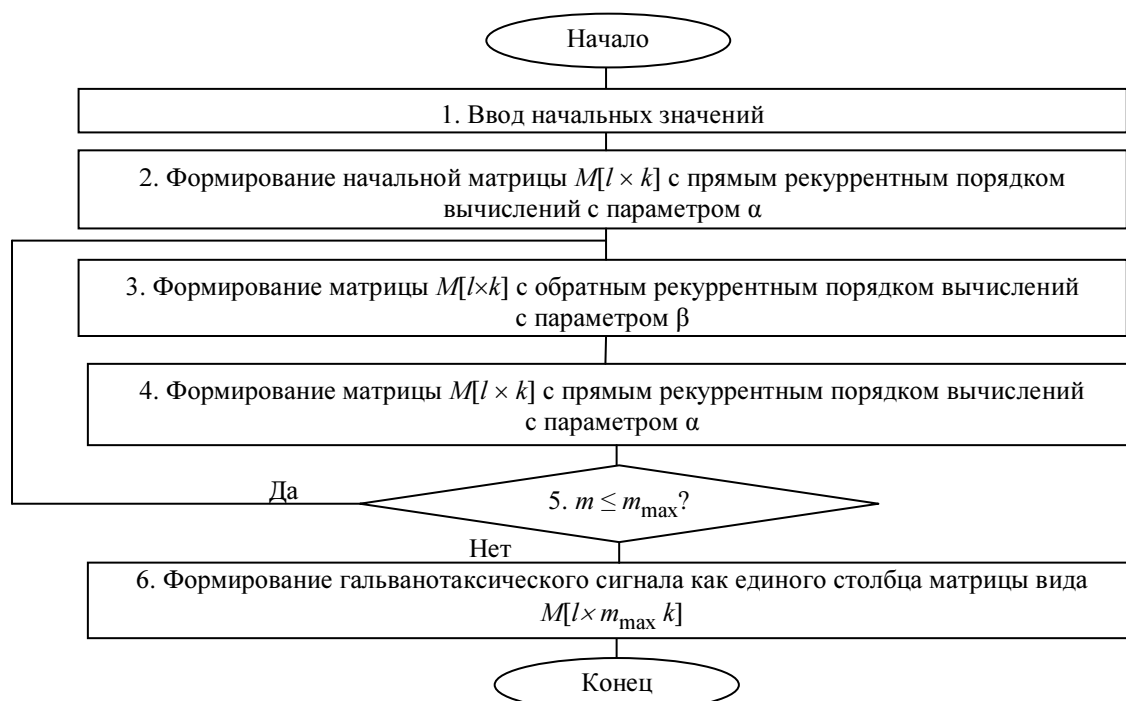 Начало
1. Ввод начальных значений
2. Формирование начальной матрицы M[l × k] с прямым рекуррентным порядком
вычислений с параметром α
3. Формирование матрицы M[l×k] с обратным рекуррентным порядком вычислений
с параметром β
4. Формирование матрицы M[l × k] с прямым рекуррентным порядком вычислений
с параметром α
Да
5. m ≤ mmax?
Нет
6. Формирование гальванотаксического сигнала как единого столбца матрицы вида
M[l× mmax k]
Конец